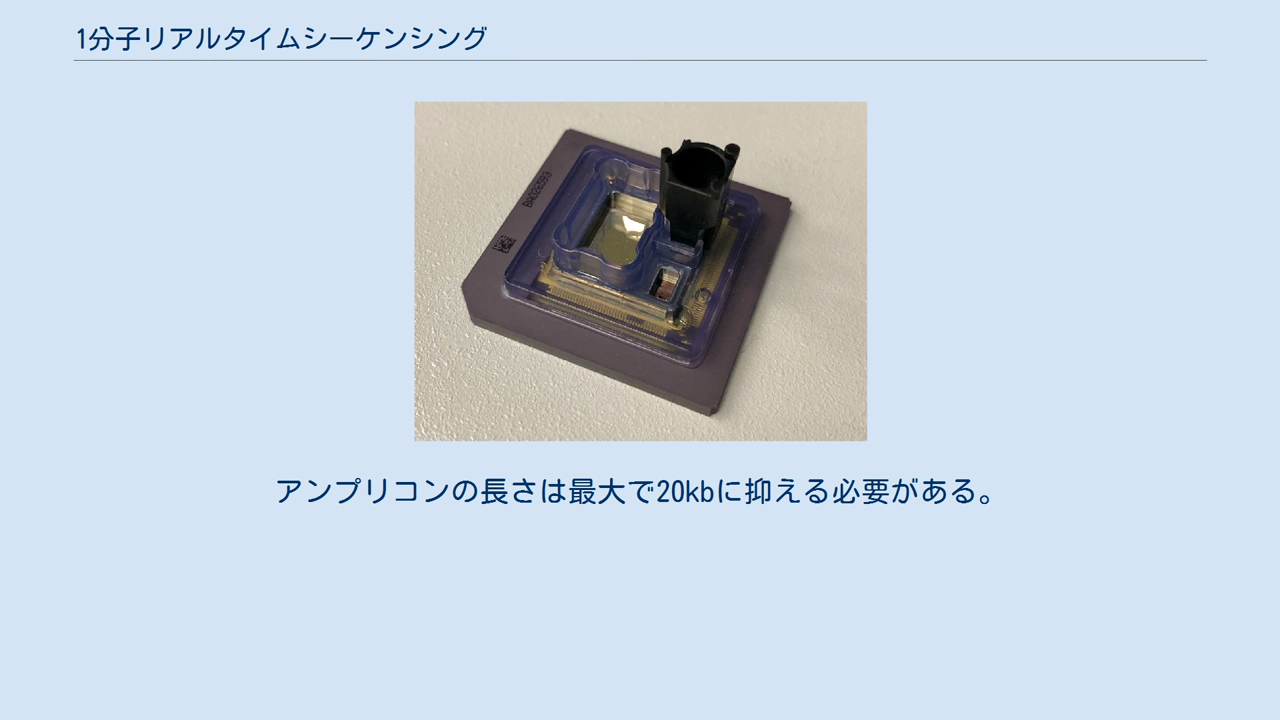 1分子リアルタイムシーケンシング
アンプリコンの長さは最大で20kbに抑える必要がある。